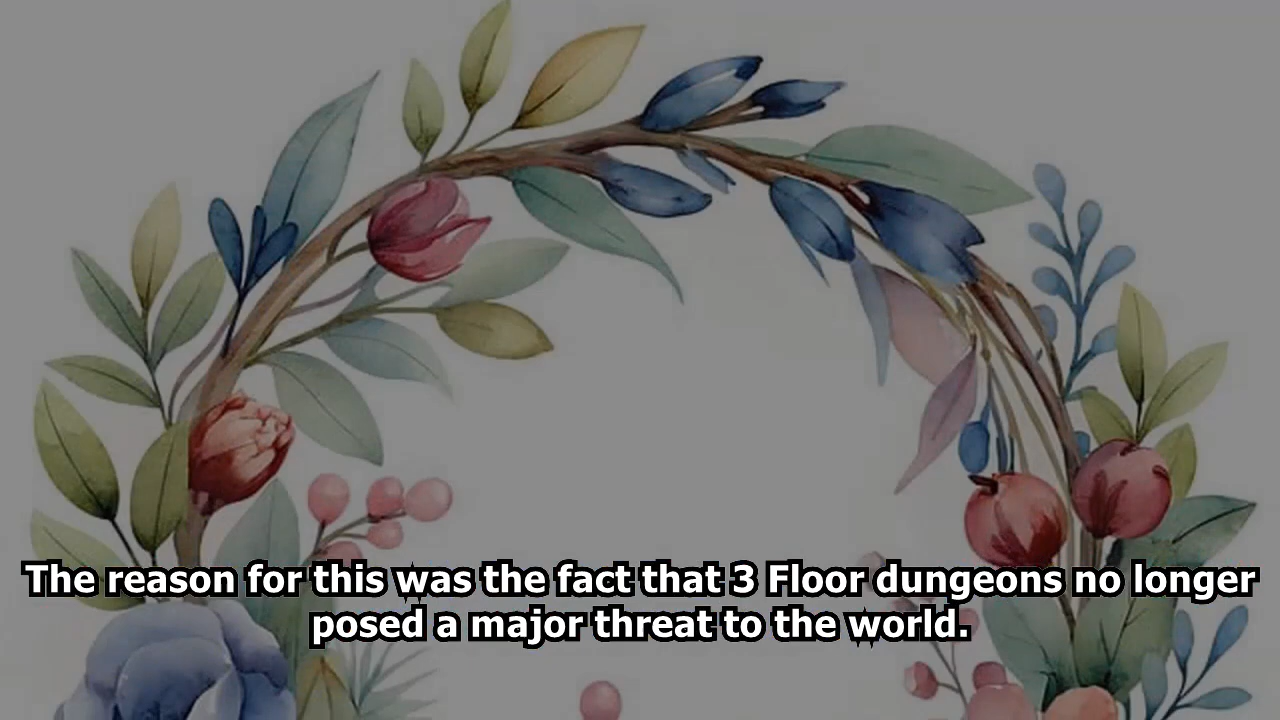 The reason for this was the fact that 3 Floor dungeons no longer
posed a major threat to the world.